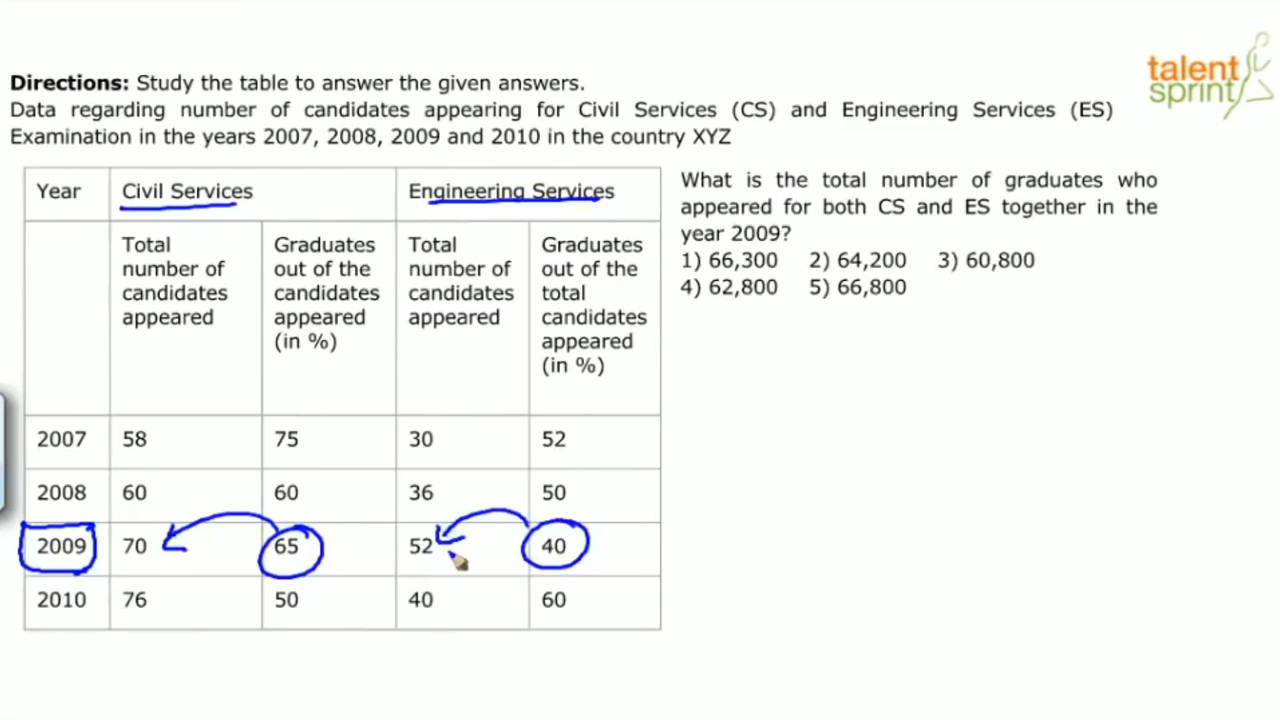 talent
sprint
Directions: Study the table to answer the given answers.
Data regarding number of candidates appearing for Civil Services (CS) and Engineering Services (ES)
Examination in the years 2007, 2008, 2009 and 2010 in the country XYZ
Year Civil Services Engineering Services
Total number of candidates appeared
Graduates out of the candidates appeared (in %)
Total number of candidates appeared
Graduates out of the total candidates appeared (in %)
2007 58 75 30 52
2008 60 60 36 50
2009 70 65 52 40
2010 76 50 40 60
What is the total number of graduates who
appeared for both CS and ES together in the
year 2009?
1) 66,300 2) 64,200 3) 60,800
4) 62,800 5) 66,800